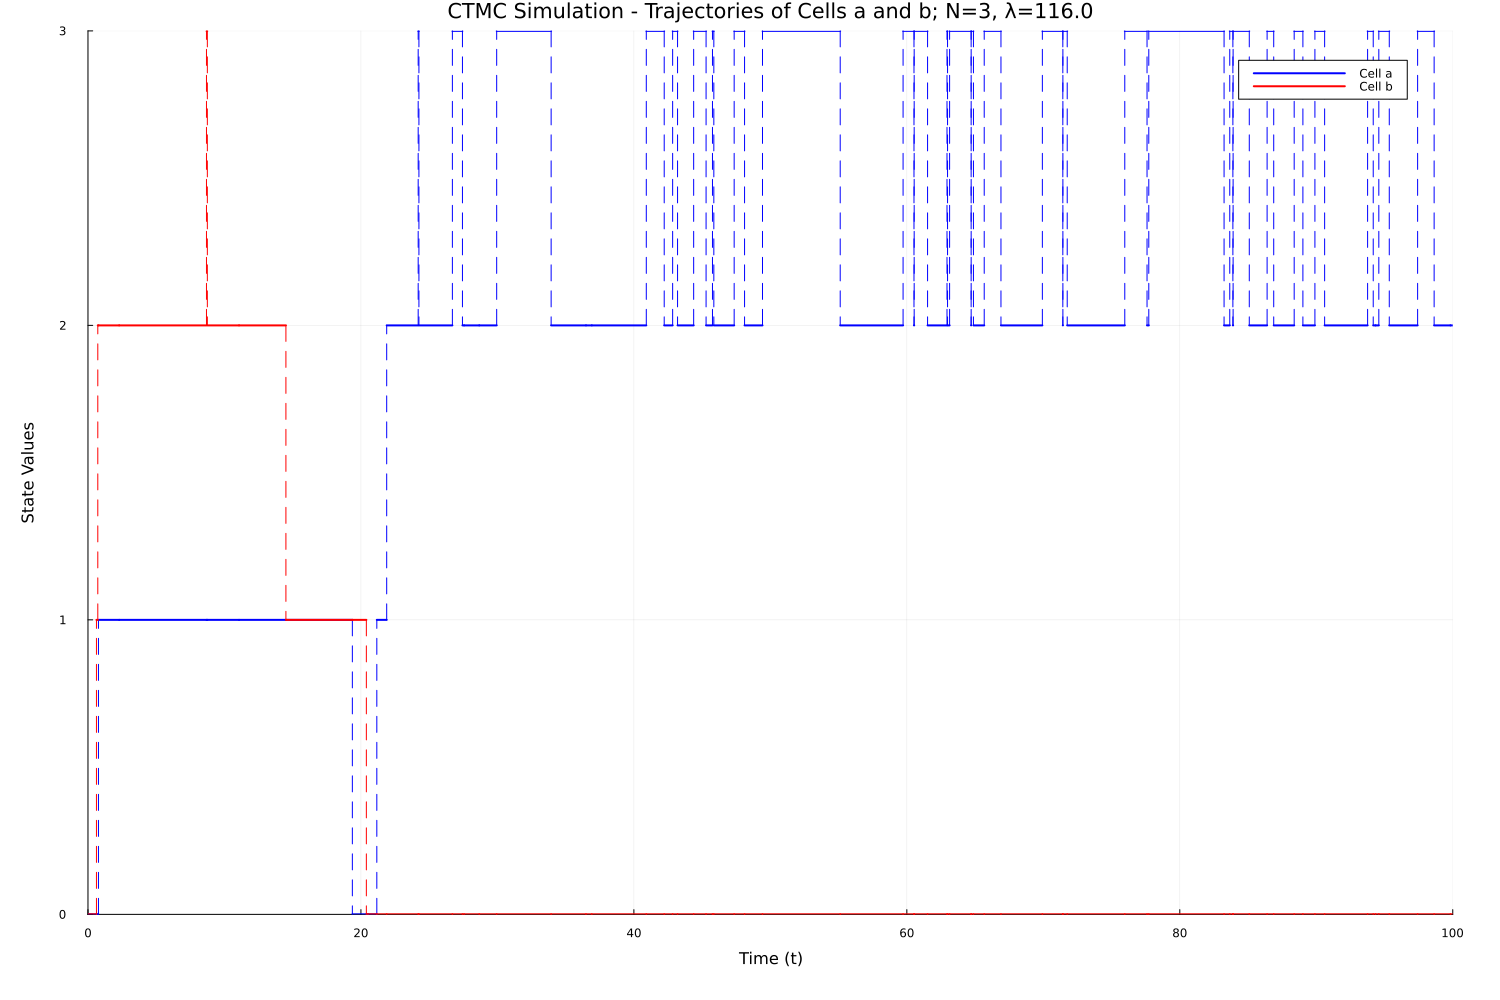 CTMC Simulation - Trajectories of Cells a and b; N=3, λ=116.0
3
Cell a
Cell b
2
State Values
1
0
0 20 40 60 80 100
Time (t)